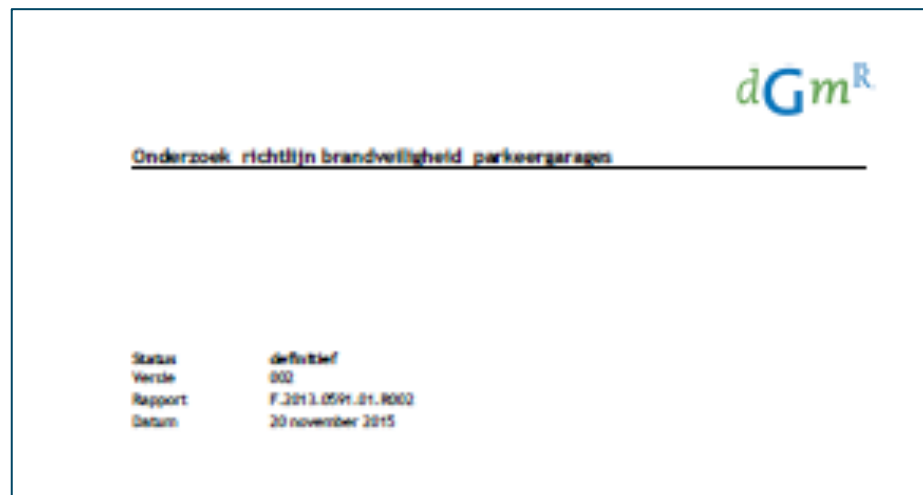 dGmR
Onderzoek richtlijn brandveiligheid parkeergarages
Status definitief
Versie 002
Rapport F.2013.0591.01.R002
Datum 20 november 2015